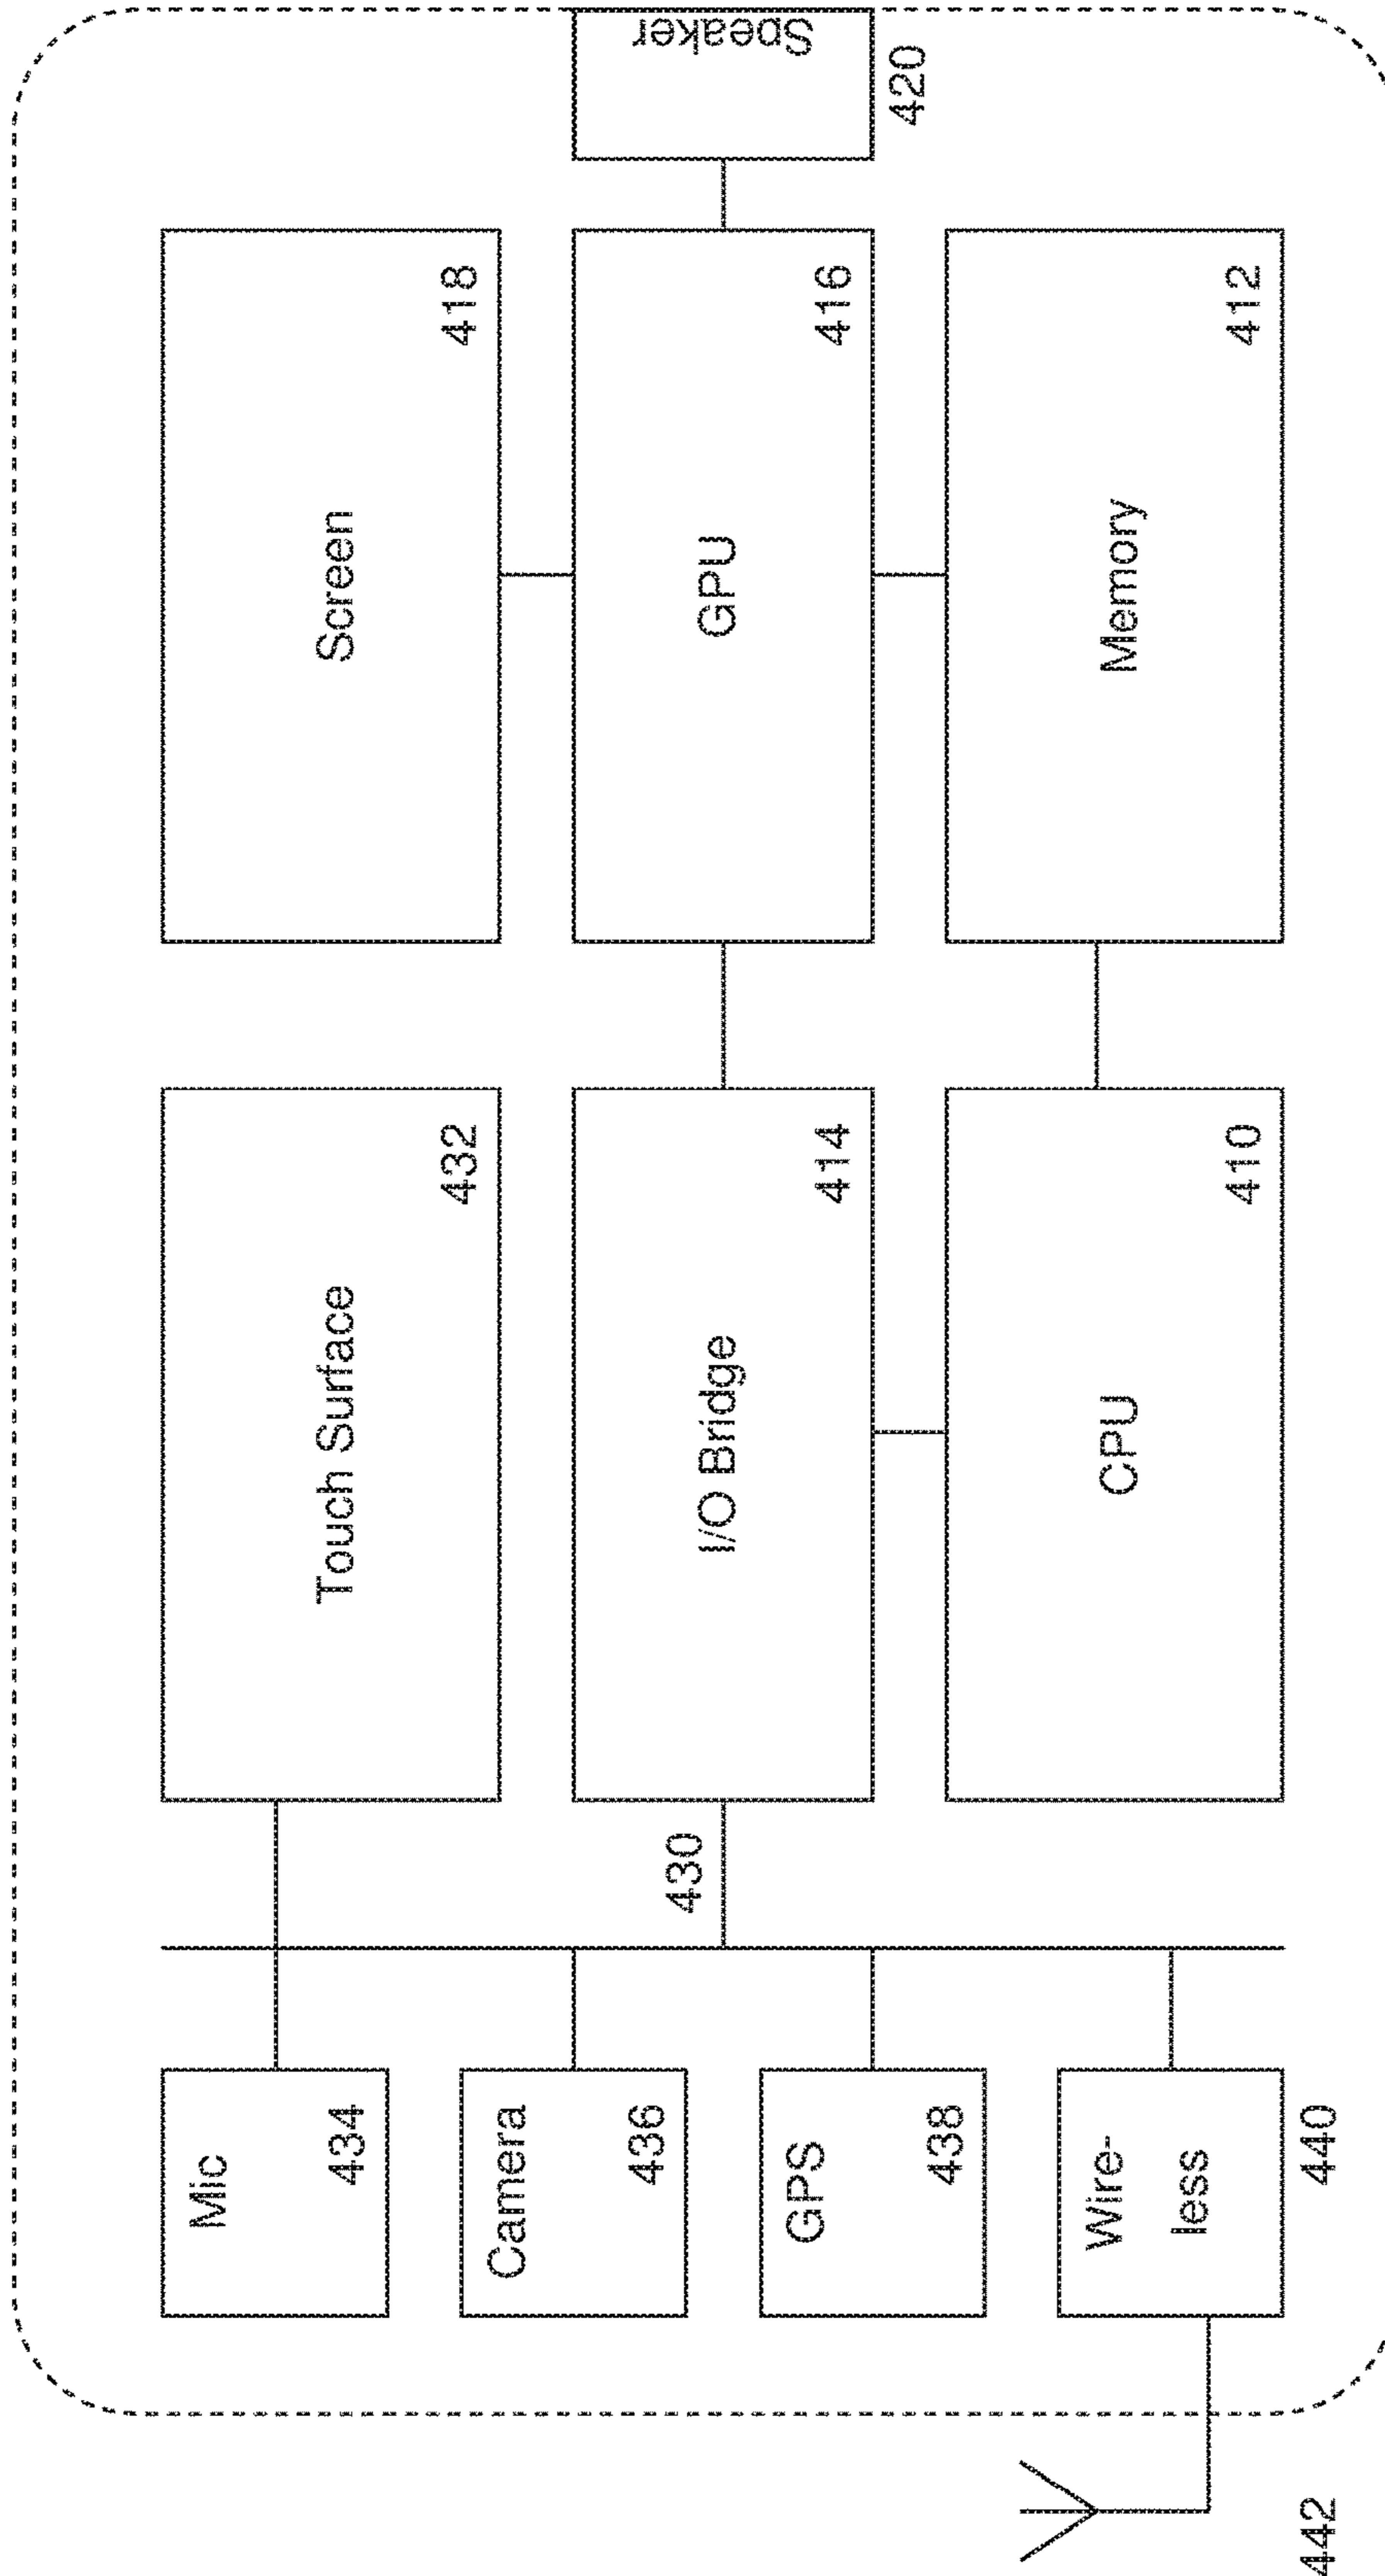 Mic
434
Camera
436
GPS
438
Wire-
less
440
442
430
Touch Surface
432
I/O Bridge
414
CPU
410
Screen
418
GPU
416
Memory
412
Speaker
420